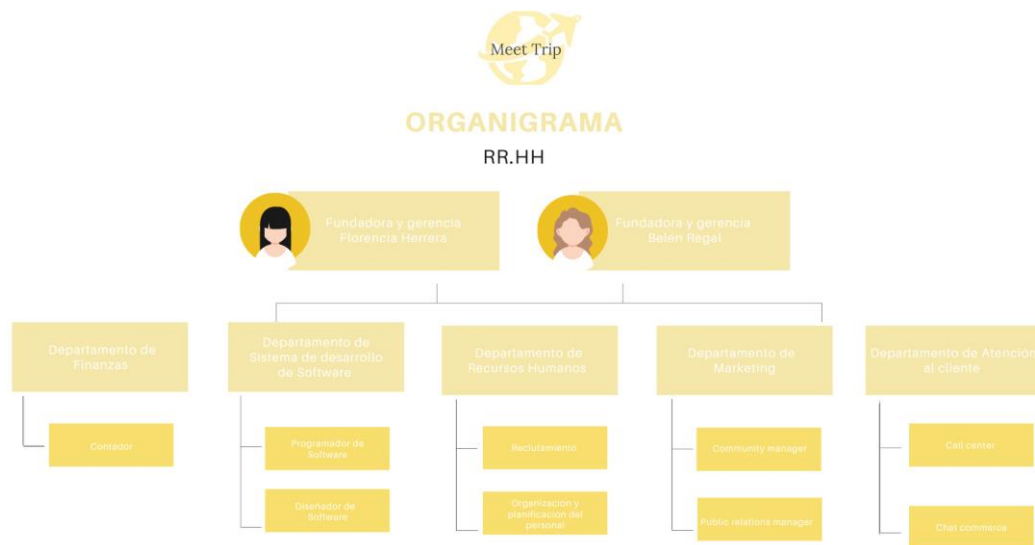 Meet Trip
ORGANIGRAMA
RR.HH
Fundadora y gerencia
Florencia Herrera
Fundadora y gerencia
Belén Regal
Departamento de
Finanzas
Departamento de
Sistema de desarrollo
de Software
Departamento de
Recursos Humanos
Departamento de
Marketing
Departamento de Atención
al cliente
Contador
Programador de
Software
Diseñador de
Software
Reclutamiento
Organización y
planificación del
personal
Community manager
Public relations manager
Call center
Chat commerce